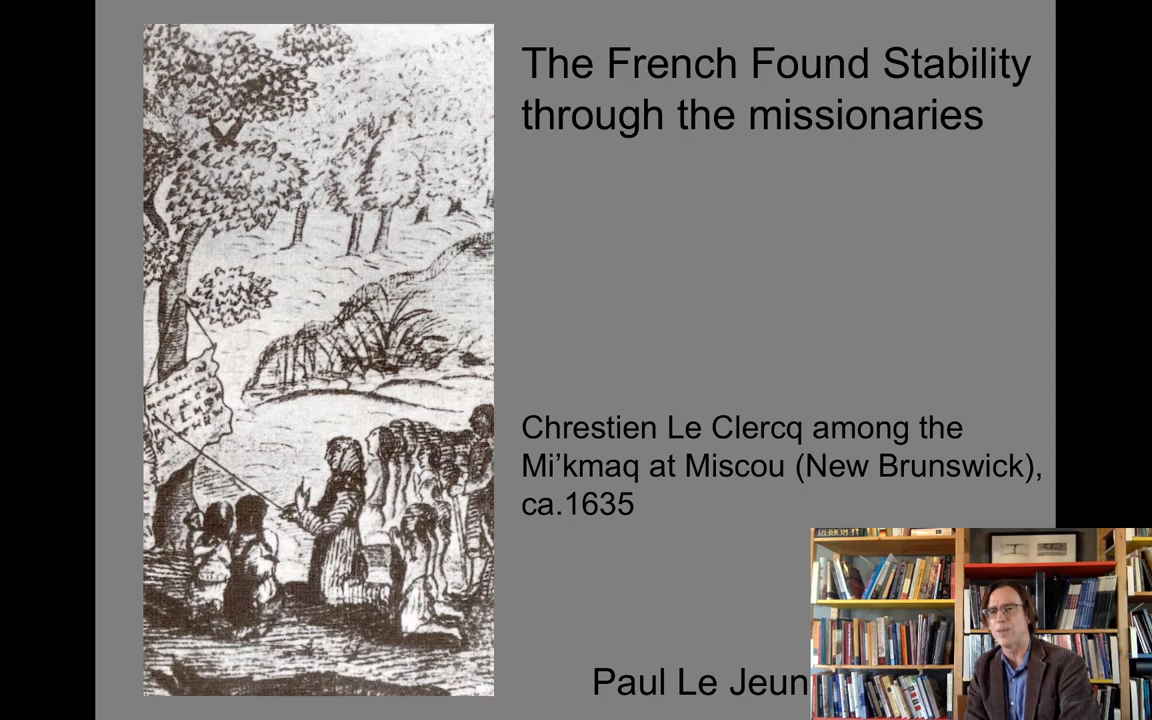 The French Found Stability
through the missionaries
Chrestien Le Clercq among the
Mi’kmaq at Miscou (New Brunswick),
ca.1635
Paul Le Jeun